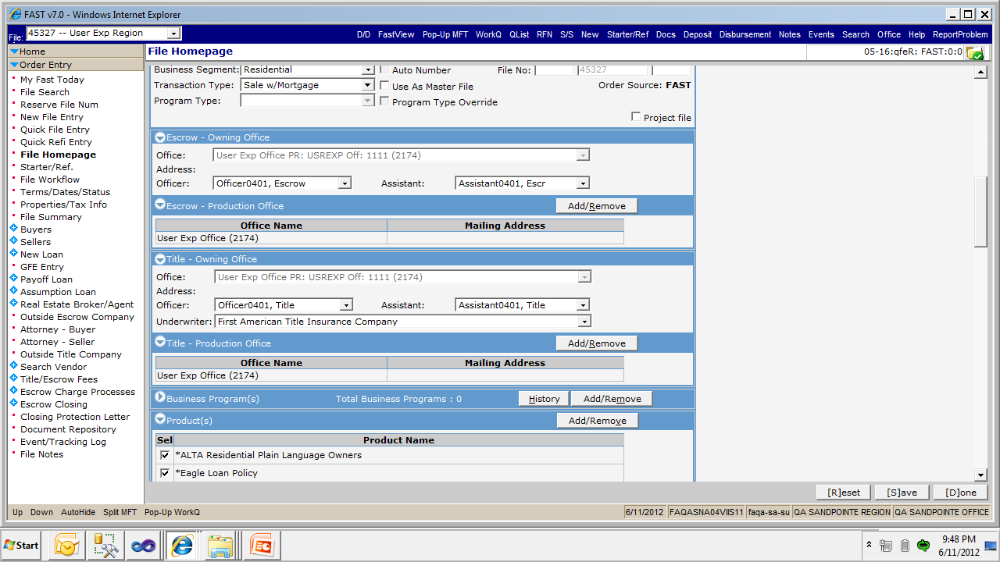 FAST v7.0 - Windows Internet Explorer
File: 45327 -- User Exp Region
D/D FastView Pop-Up MFT WorkQ QList RFN S/S New Starter/Ref Docs Deposit Disbursement Notes Events Search Office Help ReportProblem
Home
Order Entry
My Fast Today
File Search
Reserve File Num
New File Entry
Quick File Entry
Quick Refi Entry
File Homepage
Starter/Ref.
File Workflow
Terms/Dates/Status
Properties/Tax Info
File Summary
Buyers
Sellers
New Loan
GFE Entry
Payoff Loan
Assumption Loan
Real Estate Broker/Agent
Outside Escrow Company
Attorney - Buyer
Attorney - Seller
Outside Title Company
Search Vendor
Title/Escrow Fees
Escrow Charge Processes
Escrow Closing
Closing Protection Letter
Document Repository
Event/Tracking Log
File Notes
File Homepage
05-16:qfeR: FAST:0:0
Business Segment: Residential Auto Number File No: 45327
Transaction Type: Sale w/Mortgage Use As Master File Order Source: FAST
Program Type: Program Type Override
Project file
Escrow - Owning Office
Office: User Exp Office PR: USREXP Off: 1111 (2174)
Address:
Officer: Officer0401, Escrow Assistant: Assistant0401, Escr
Escrow - Production Office Add/Remove
Office Name Mailing Address
User Exp Office (2174)
Title - Owning Office
Office: User Exp Office PR: USREXP Off: 1111 (2174)
Address:
Officer: Officer0401, Title Assistant: Assistant0401, Title
Underwriter: First American Title Insurance Company
Title - Production Office Add/Remove
Office Name Mailing Address
User Exp Office (2174)
Business Program(s) Total Business Programs : 0 History Add/Remove
Product(s) Add/Remove
Sel Product Name
*ALTA Residential Plain Language Owners
*Eagle Loan Policy
[R]eset [S]ave [D]one
Up Down AutoHide Split MFT Pop-Up WorkQ
6/11/2012 FAQASNA04VIIS11 faqa-sa-su QA SANDPOINTE REGION QA SANDPOINTE OFFICE
Start
9:48 PM
6/11/2012